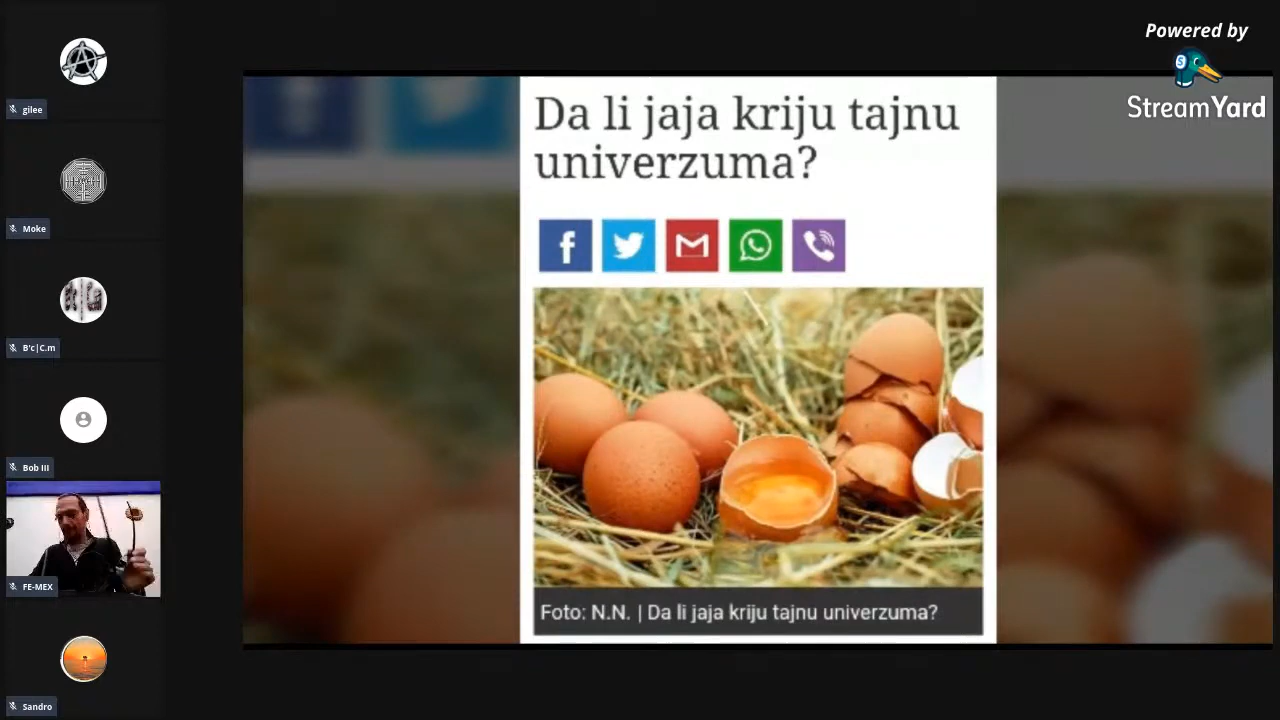 gilee
Moke
B'c|C.m
Bob III
FE-MEX
Sandro
Da li jaja kriju tajnu
univerzuma?
Foto: N.N. | Da li jaja kriju tajnu univerzuma?
Powered by
StreamYard